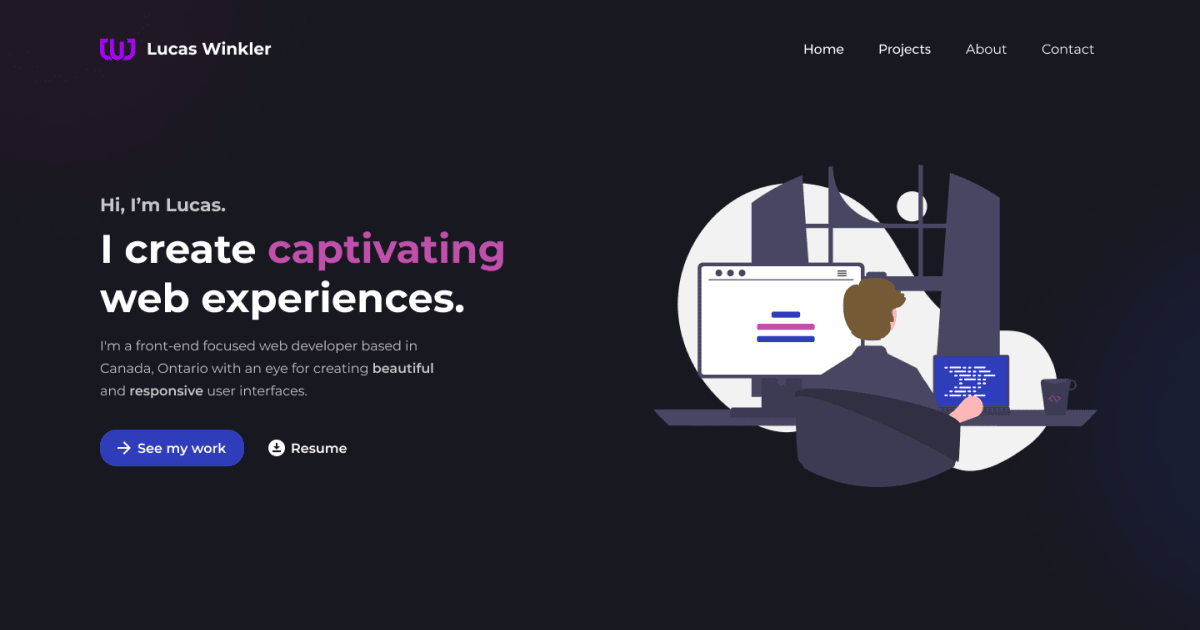 Lucas Winkler
Home Projects About Contact
Hi, I’m Lucas.
I create captivating
web experiences.
I'm a front-end focused web developer based in
Canada, Ontario with an eye for creating beautiful
and responsive user interfaces.
See my work
Resume